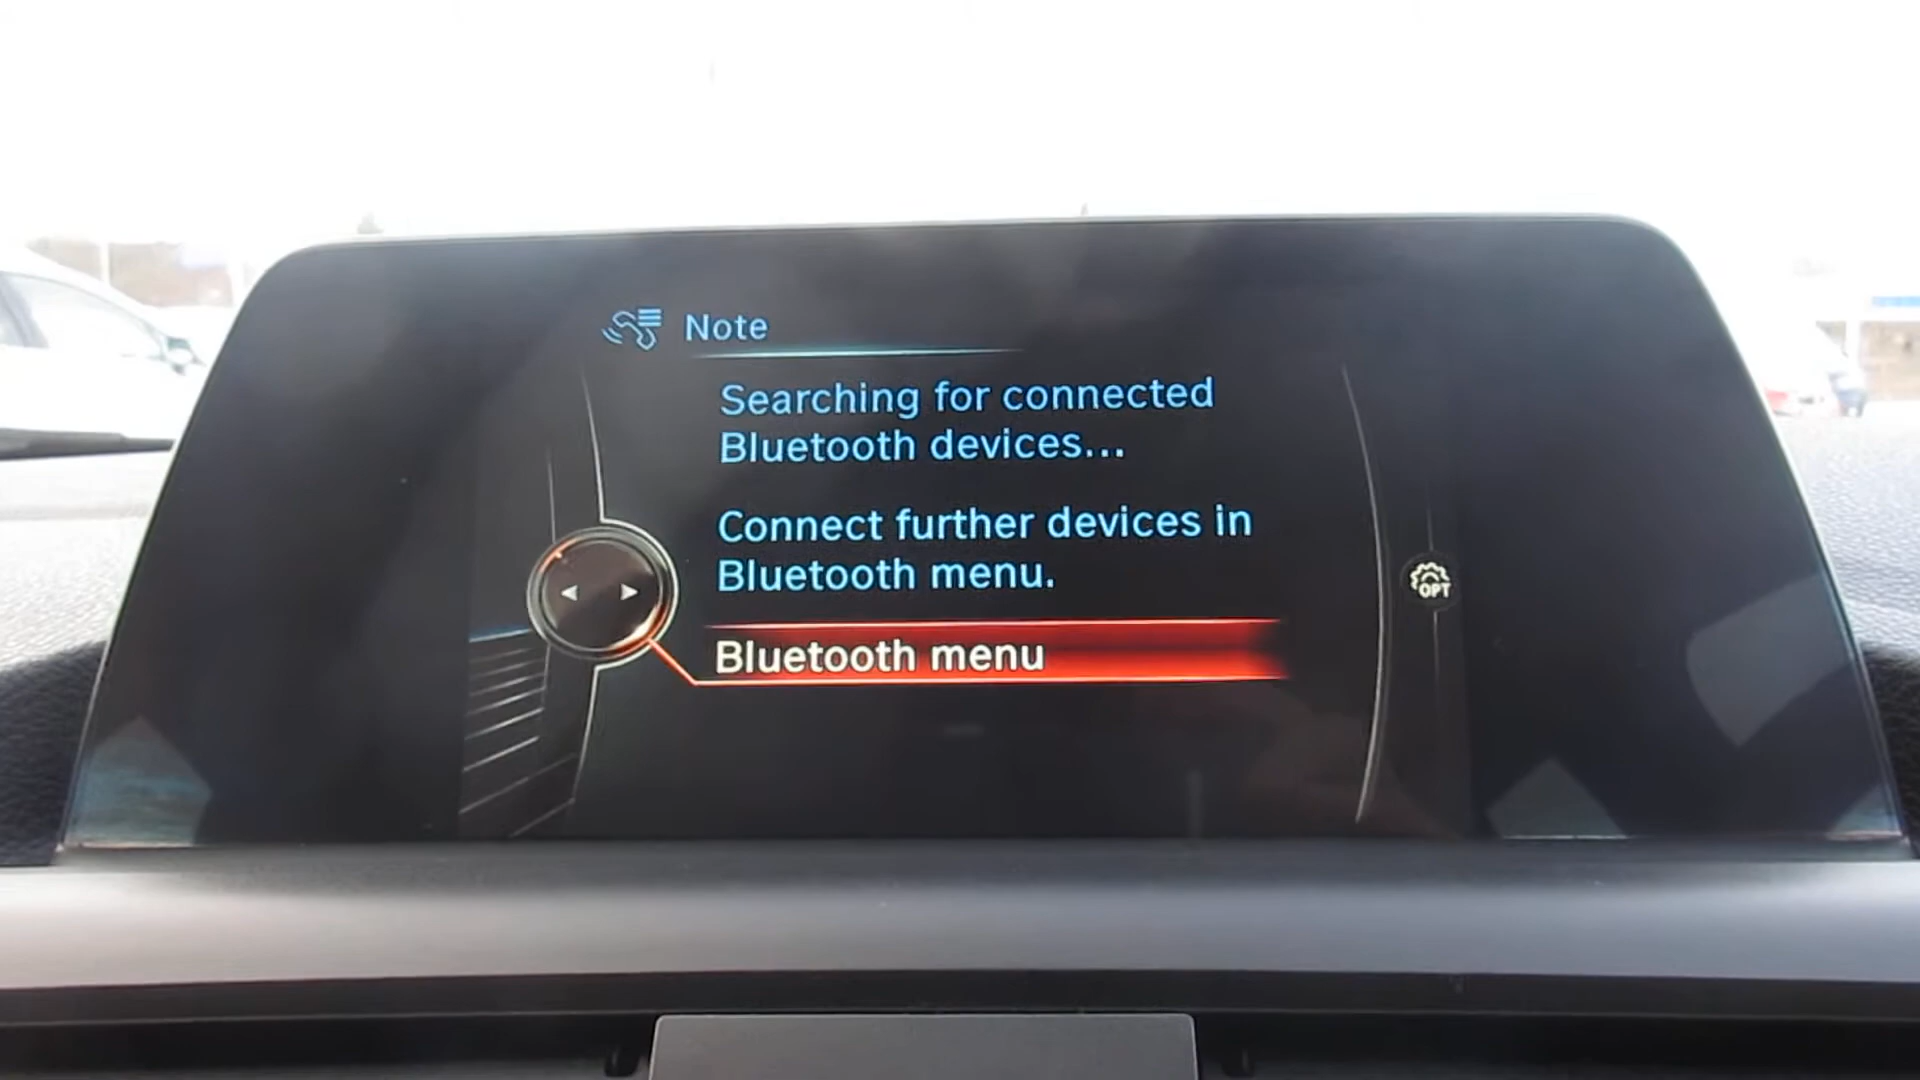 Note
Searching for connected
Bluetooth devices...
Connect further devices in
Bluetooth menu.
Bluetooth menu
OPT